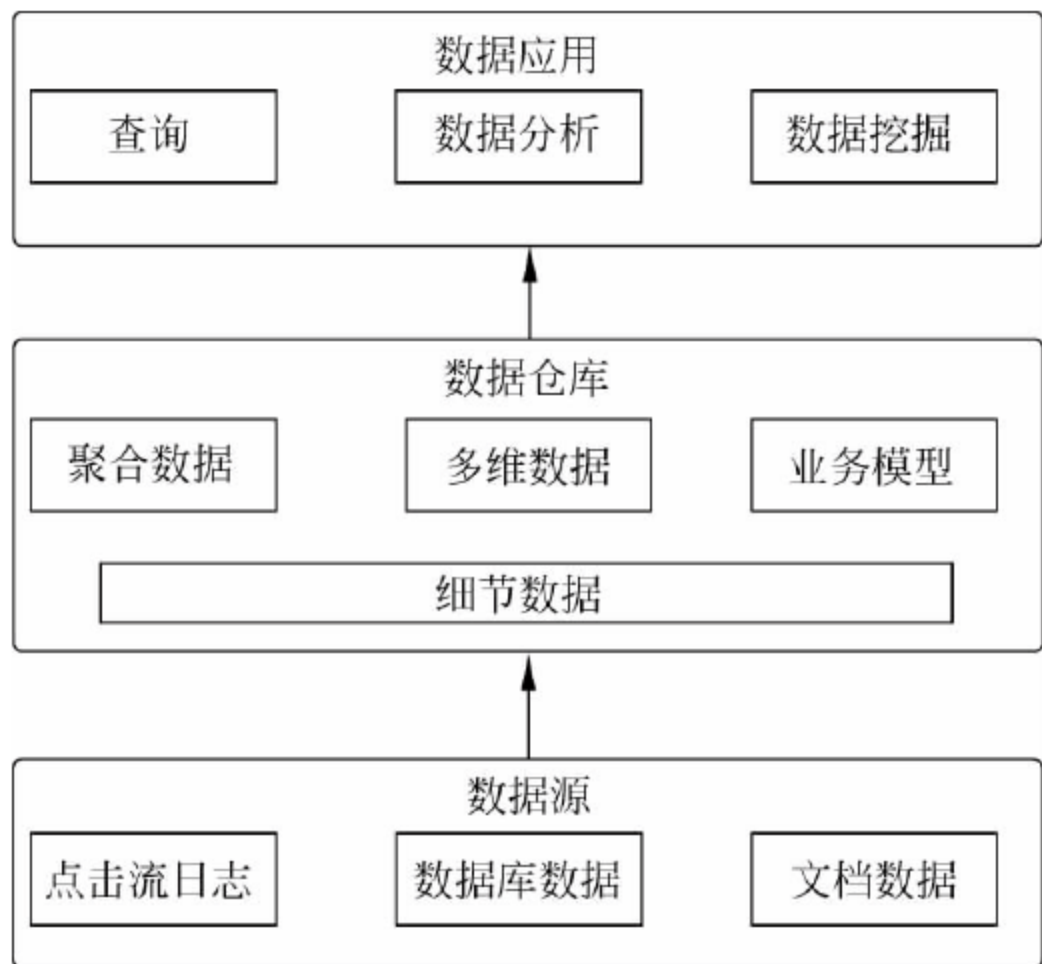 数据应用
查询
数据分析
数据挖掘
数据仓库
聚合数据
多维数据
业务模型
细节数据
数据源
点击流日志
数据库数据
文档数据